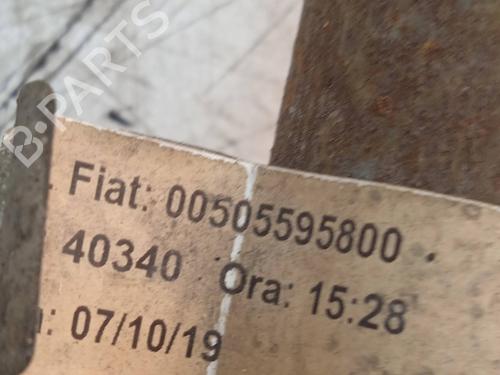 B-PARTS
. Fiat: 00505595800 .
40340 Ora: 15:28
: 07/10/19